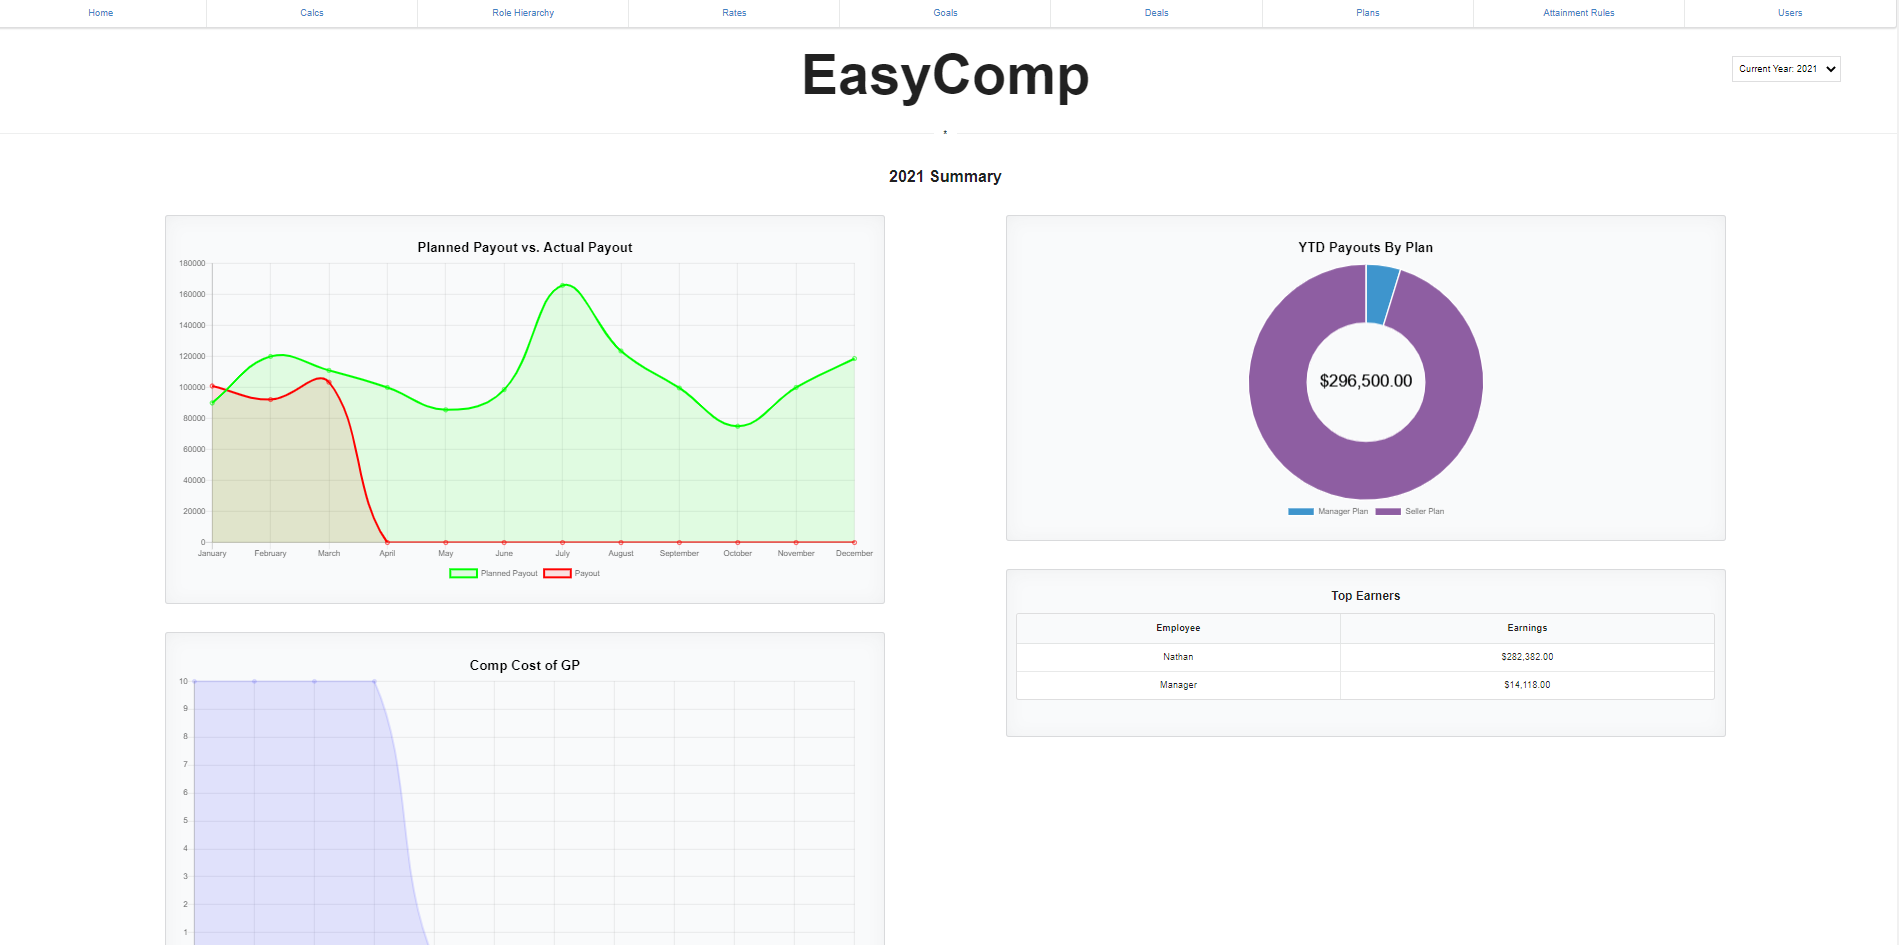 Home Calcs Role Hierarchy Rates Goals Deals Plans Attainment Rules Users
EasyComp
Current Year: 2021
*
2021 Summary
Planned Payout vs. Actual Payout
180000
160000
140000
120000
100000
80000
60000
40000
20000
0
January February March April May June July August September October November December
Planned Payout Payout
YTD Payouts By Plan
$296,500.00
Manager Plan Seller Plan
Top Earners
Employee Earnings
Nathan $282,382.00
Manager $14,118.00
Comp Cost of GP
10
9
8
7
6
5
4
3
2
1